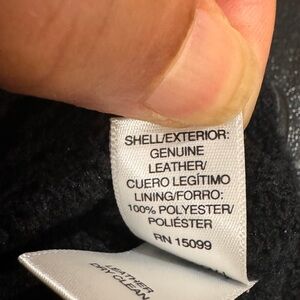 SHELL/EXTERIOR:
GENUINE
LEATHER/
CUERO LEGÍTIMO
LINING/FORRO:
100% POLYESTER/
POLIÉSTER
RN 15099
LEATHER
DRY CLEAN